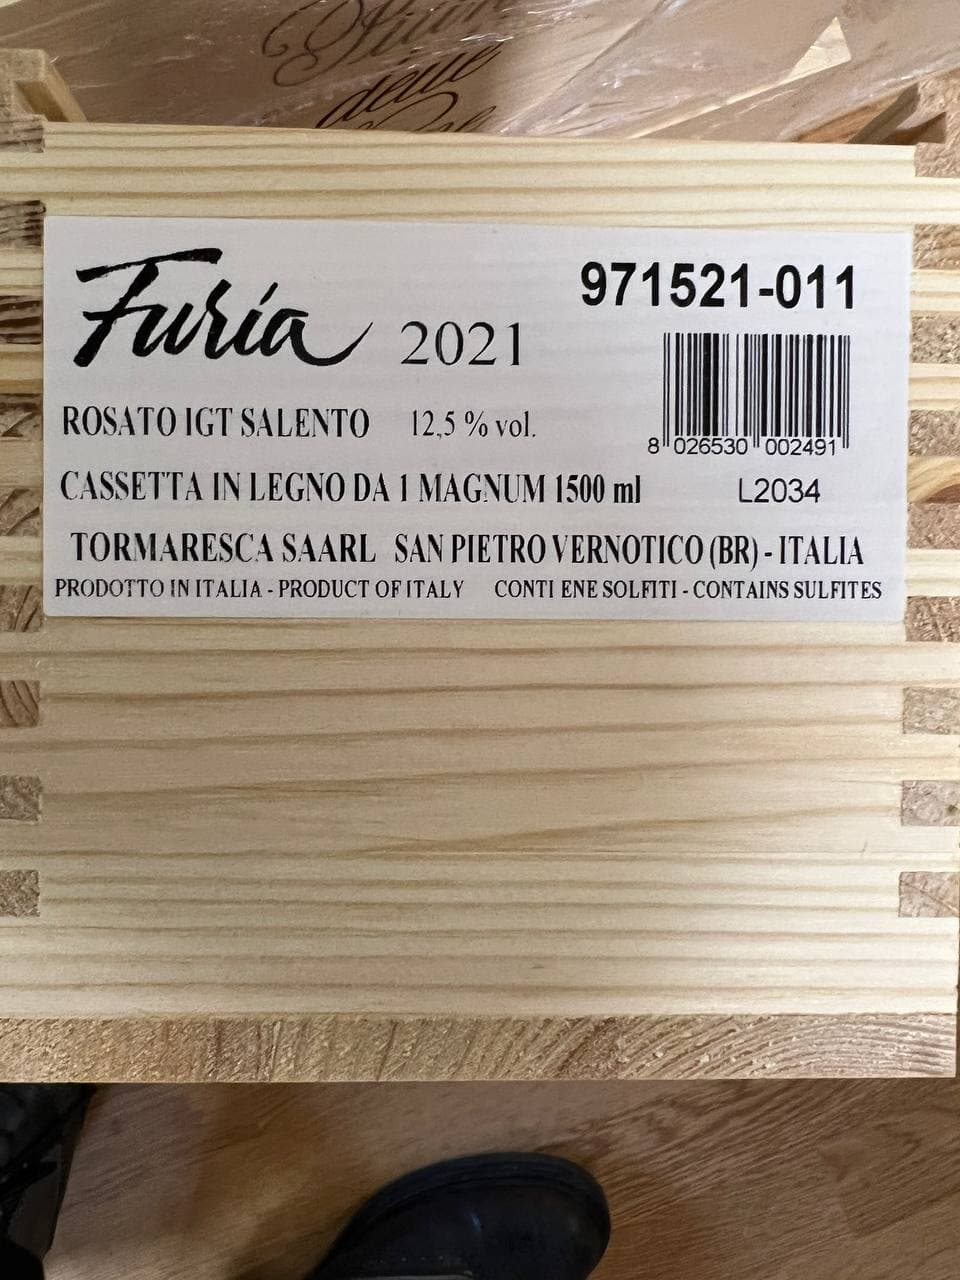 delle
Furia 2021
971521-011
8 026530 002491
ROSATO IGT SALENTO 12,5 % vol.
CASSETTA IN LEGNO DA 1 MAGNUM 1500 ml L2034
TORMARESCA SAARL SAN PIETRO VERNOTICO (BR) - ITALIA
PRODOTTO IN ITALIA - PRODUCT OF ITALY CONTI ENE SOLFITI - CONTAINS SULFITES